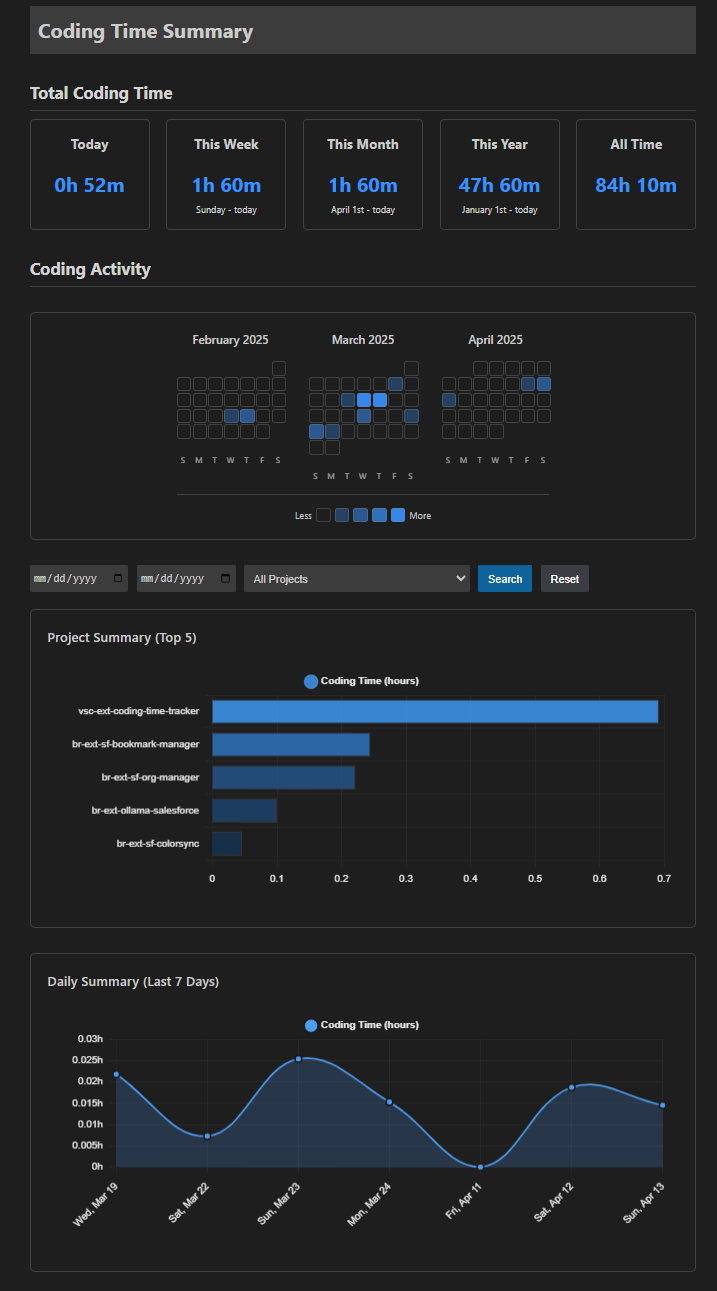 Coding Time Summary
Total Coding Time
Today This Week This Month This Year All Time
0h 52m 1h 60m 1h 60m 47h 60m 84h 10m
Sunday - today April 1st - today January 1st - today
Coding Activity
February 2025 March 2025 April 2025
S M T W T F S S M T W T F S
S M T W T F S
Less More
mm/dd/yyyy mm/dd/yyyy All Projects Search Reset
Project Summary (Top 5)
Coding Time (hours)
vsc-ext-coding-time-tracker
br-ext-sf-bookmark-manager
br-ext-sf-org-manager
br-ext-ollama-salesforce
br-ext-sf-colorsync
0 0.1 0.2 0.3 0.4 0.5 0.6 0.7
Daily Summary (Last 7 Days)
Coding Time (hours)
0.03h
0.025h
0.02h
0.015h
0.01h
0.005h
0h
Wed, Mar 19 Sat, Mar 22 Sun, Mar 23 Mon, Mar 24 Fri, Apr 11 Sat, Apr 12 Sun, Apr 13